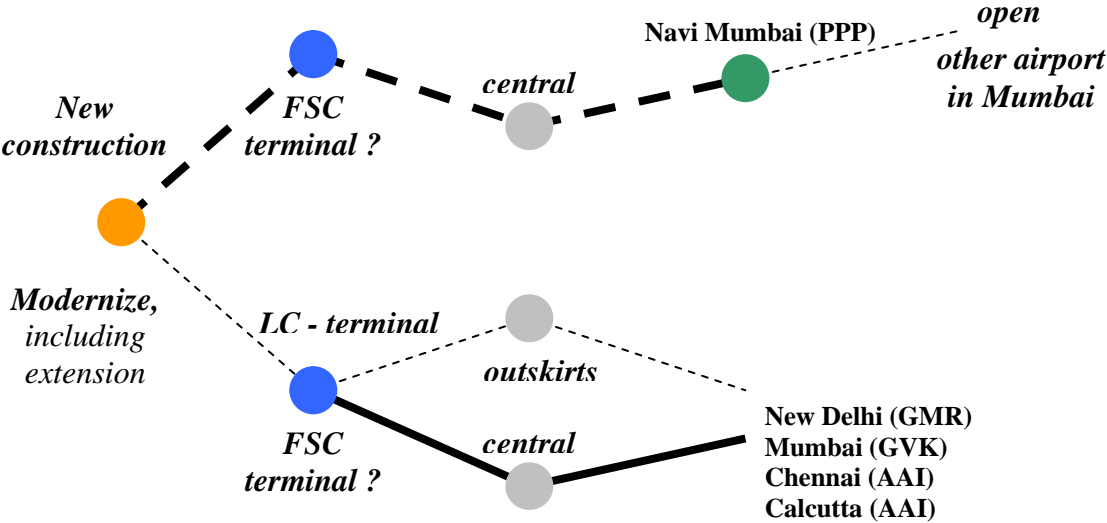 open
Navi Mumbai (PPP)
other airport
in Mumbai
central
New
construction
FSC
terminal ?
Modernize,
including
extension
LC - terminal
outskirts
FSC
terminal ?
central
New Delhi (GMR)
Mumbai (GVK)
Chennai (AAI)
Calcutta (AAI)